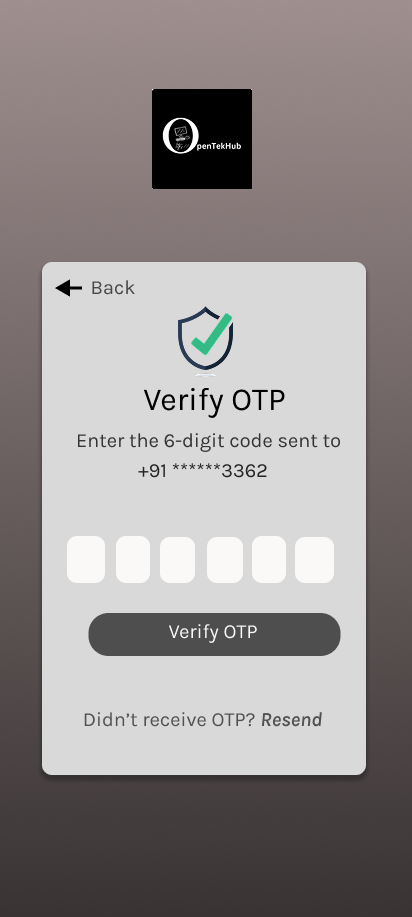 OpenTekHub
Back
Verify OTP
Enter the 6-digit code sent to
+91 ******3362
Verify OTP
Didn’t receive OTP? Resend